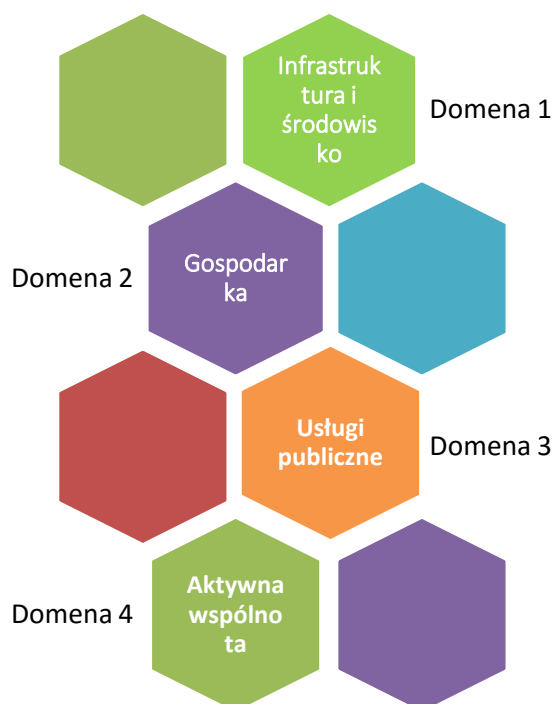 Infrastruk
tura i
środowis
ko
Domena 1
Domena 2
Gospodar
ka
Usługi
publiczne
Domena 3
Domena 4
Aktywna
wspólno
ta